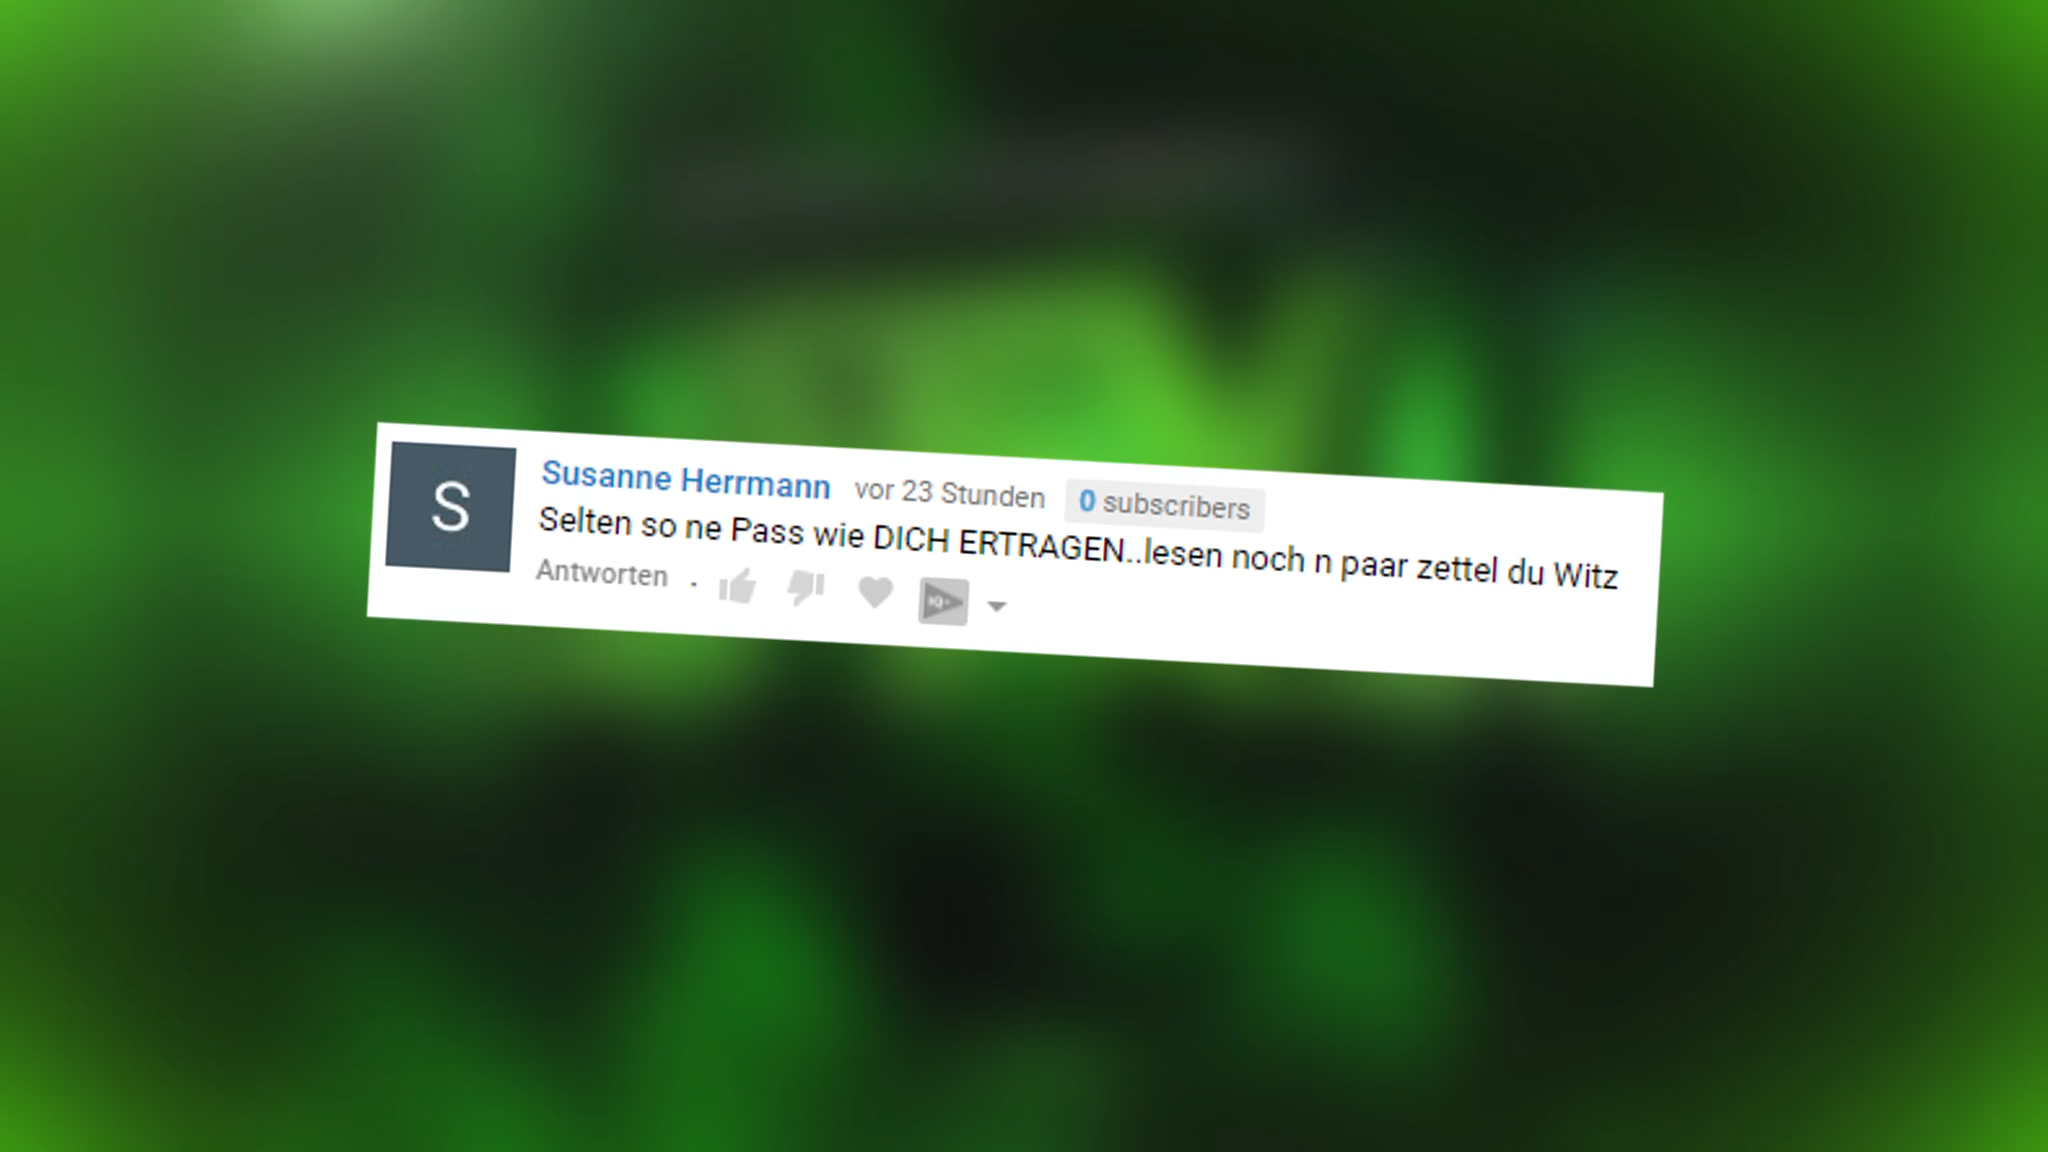 S
Susanne Herrmann vor 23 Stunden 0 subscribers
Selten so ne Pass wie DICH ERTRAGEN..lesen noch n paar zettel du Witz
Antworten .